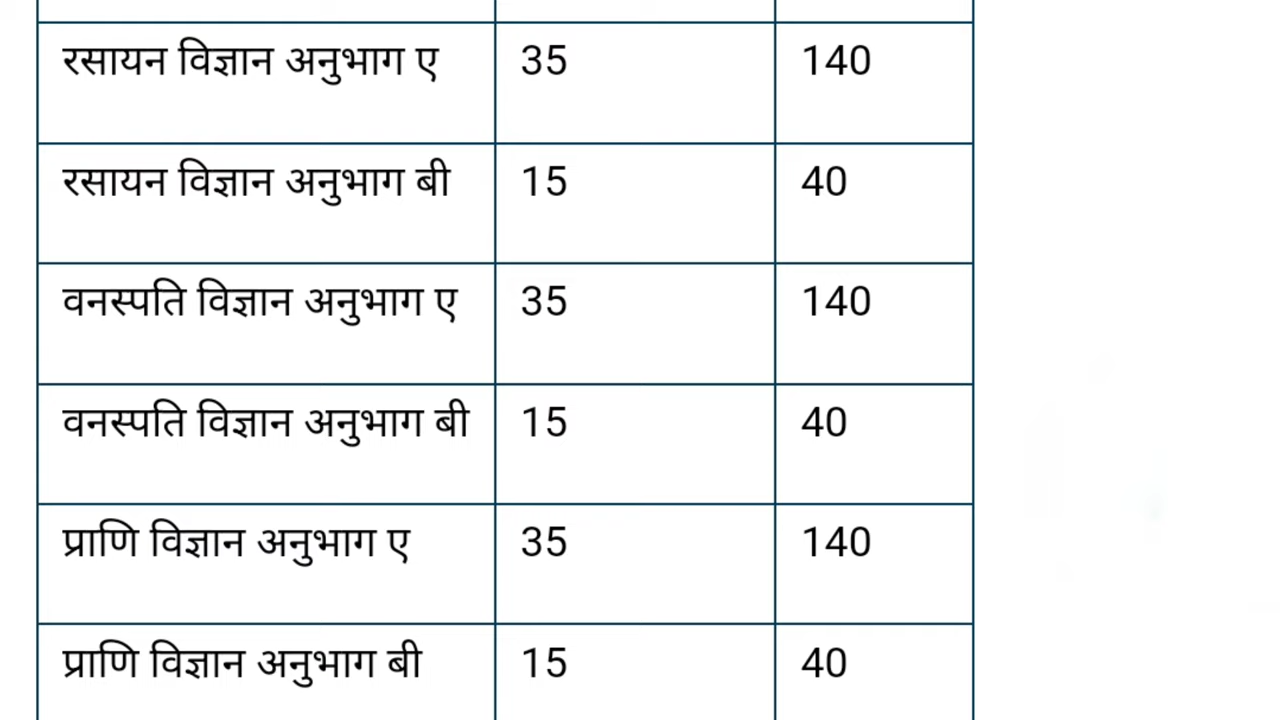 रसायन विज्ञान अनुभाग ए 35 140
रसायन विज्ञान अनुभाग बी 15 40
वनस्पति विज्ञान अनुभाग ए 35 140
वनस्पति विज्ञान अनुभाग बी 15 40
प्राणि विज्ञान अनुभाग ए 35 140
प्राणि विज्ञान अनुभाग बी 15 40